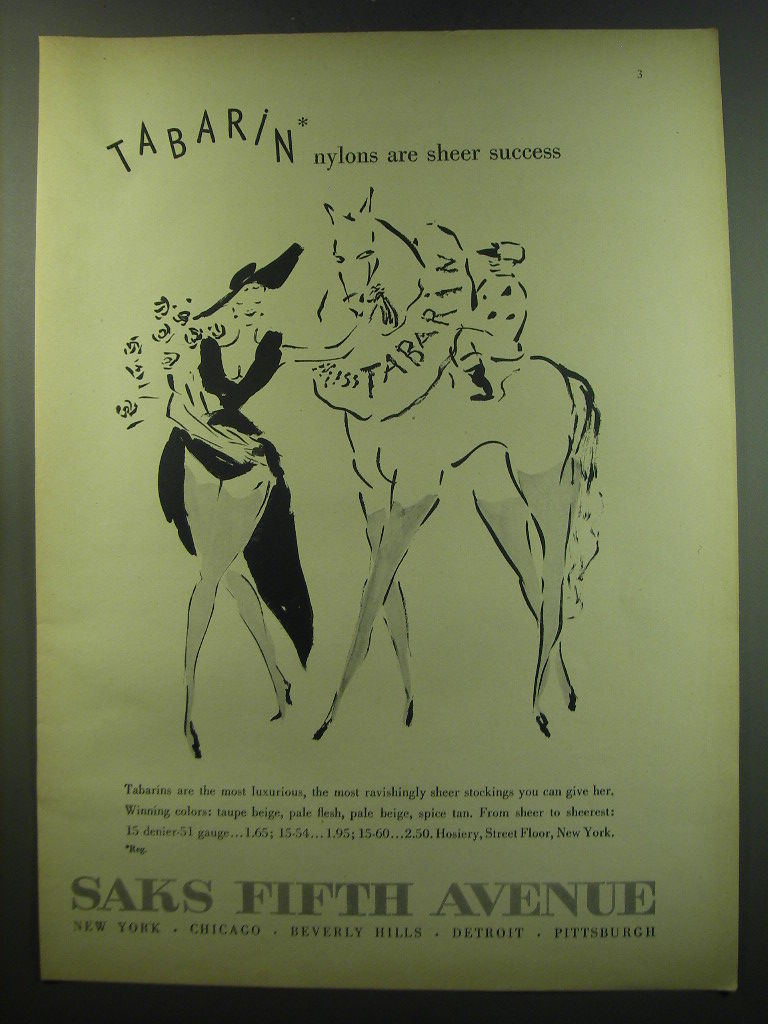 3
TABARIN*
nylons are sheer success
Miss TABARIN
Tabarins are the most luxurious, the most ravishingly sheer stockings you can give her.
Winning colors: taupe beige, pale flesh, pale beige, spice tan. From sheer to sheerest:
15 denier-51 gauge...1.65; 15-54...1.95; 15-60...2.50. Hosiery, Street Floor, New York.
*Reg.
SAKS FIFTH AVENUE
NEW YORK . CHICAGO . BEVERLY HILLS . DETROIT . PITTSBURGH